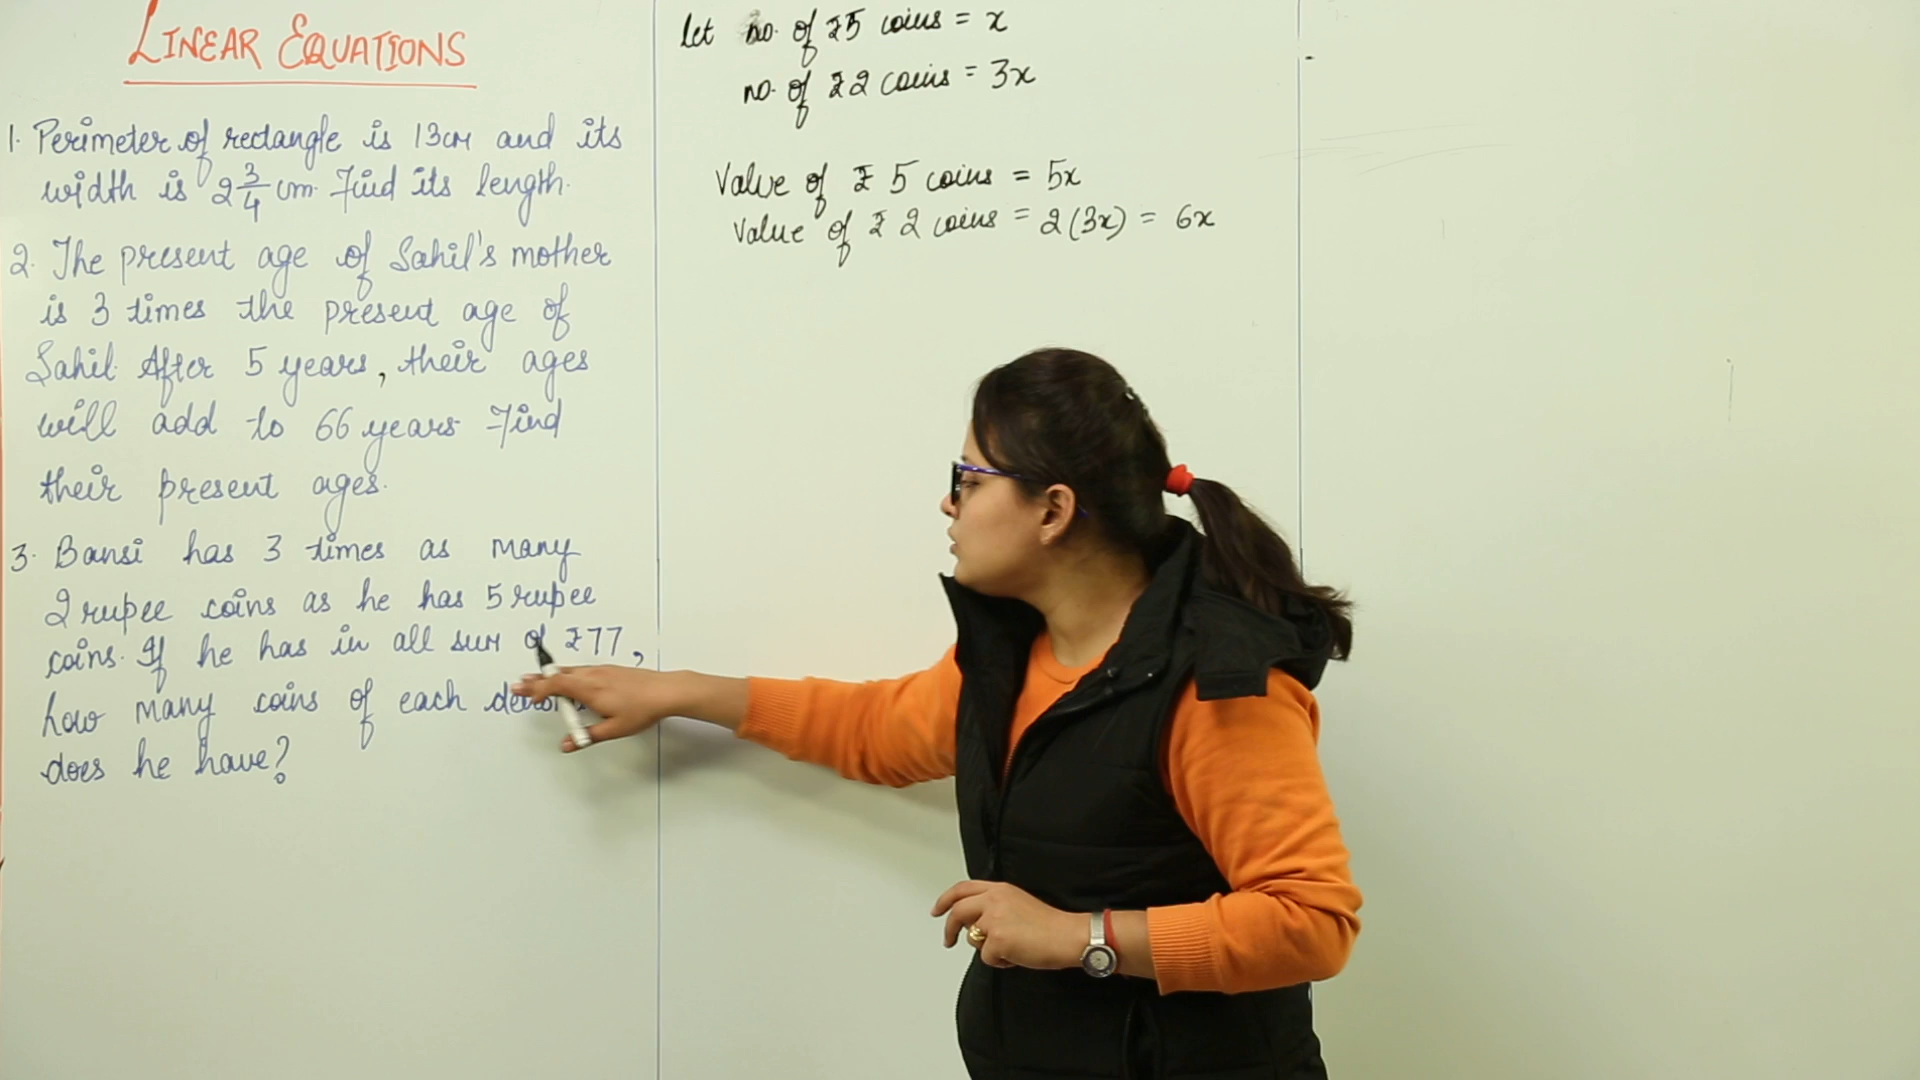 LINEAR EQUATIONS
1. Perimeter of rectangle is 13cm and its
width is 2 3/4 cm. Find its length.
2. The present age of Sahil's mother
is 3 times the present age of
Sahil. After 5 years, their ages
will add to 66 years. Find
their present ages.
3. Bansi has 3 times as many
2 rupee coins as he has 5 rupee
coins. If he has in all sum of ₹77,
how many coins of each
does he have?
let no. of ₹5 coins = x
no. of ₹2 coins = 3x
Value of ₹ 5 coins = 5x
Value of ₹ 2 coins = 2(3x) = 6x